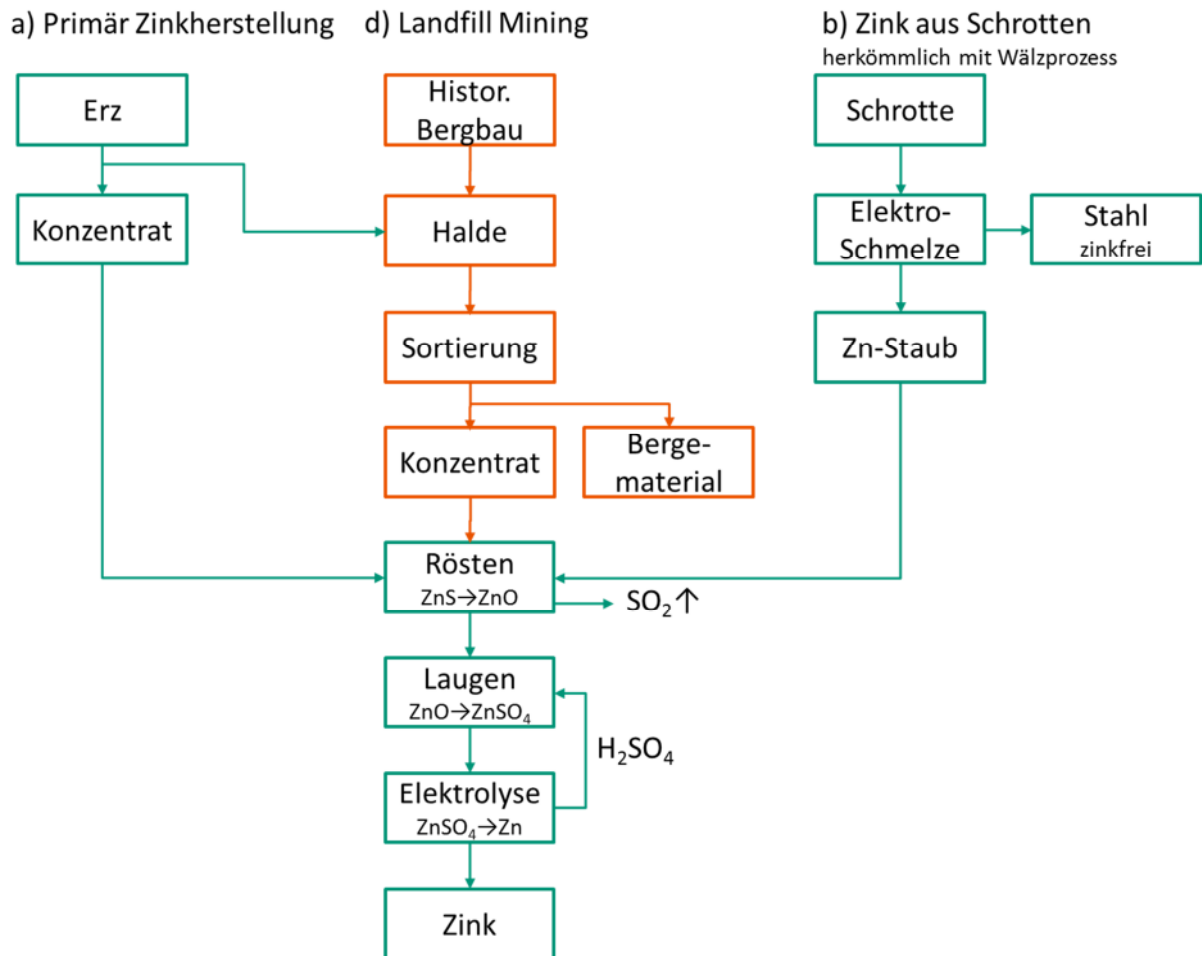 a) Primär Zinkherstellung
d) Landfill Mining
b) Zink aus Schrotten
herkömmlich mit Wälzprozess
Erz
Histor.
Bergbau
Schrotte
Konzentrat
Halde
Elektro-
Schmelze
Stahl
zinkfrei
Sortierung
Zn-Staub
Konzentrat
Berge-
material
Rösten
ZnS→ZnO
SO₂↑
Laugen
ZnO→ZnSO₄
H₂SO₄
Elektrolyse
ZnSO₄→Zn
Zink